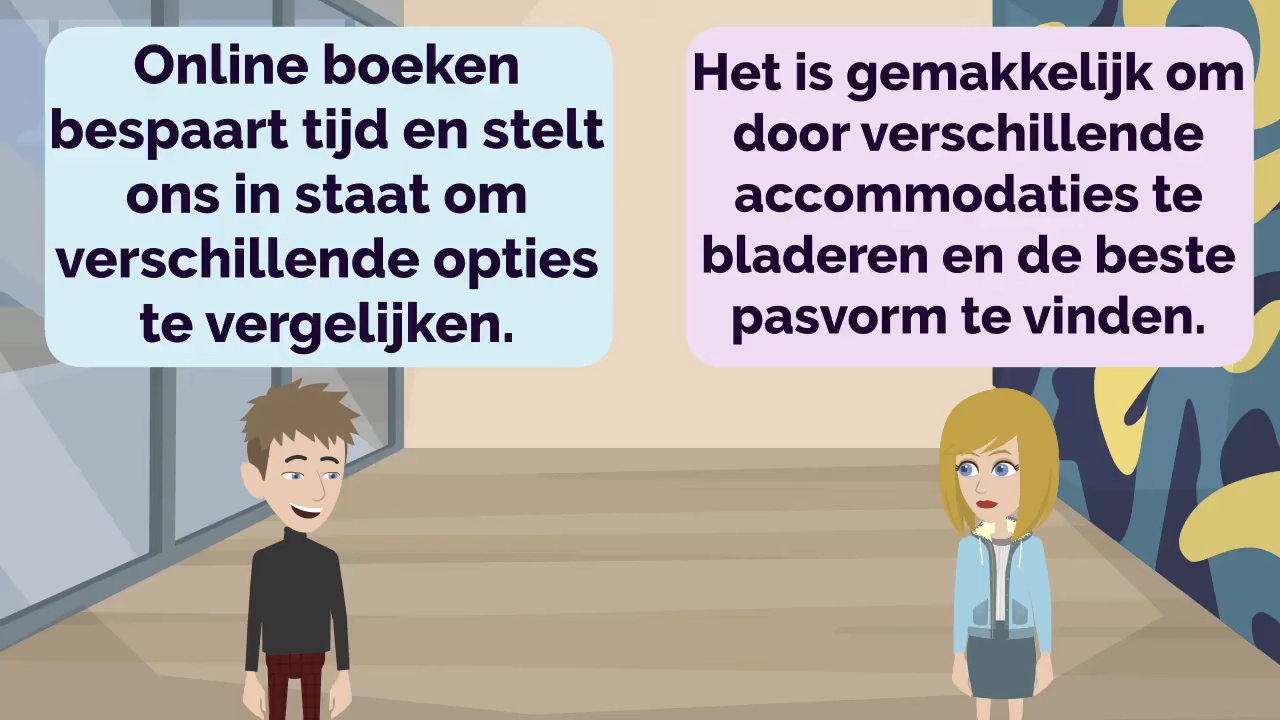 Online boeken
bespaart tijd en stelt
ons in staat om
verschillende opties
te vergelijken.
Het is gemakkelijk om
door verschillende
accommodaties te
bladeren en de beste
pasvorm te vinden.